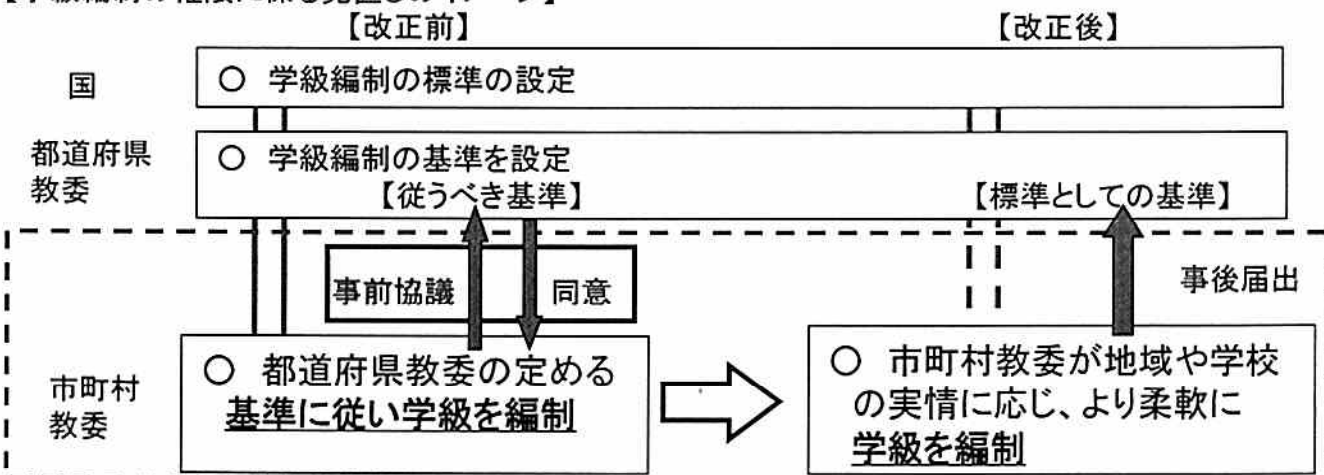 【改正前】 【改正後】
国
○ 学級編制の標準の設定
都道府県
教委
○ 学級編制の基準を設定
【従うべき基準】 【標準としての基準】
事前協議 同意
事後届出
市町村
教委
○ 都道府県教委の定める
基準に従い学級を編制
○ 市町村教委が地域や学校
の実情に応じ、より柔軟に
学級を編制